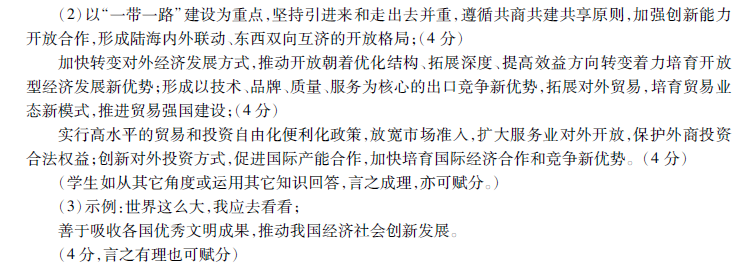 (2)以“一带一路”建设为重点,坚持引进来和走出去并重,遵循共商共建共享原则,加强创新能力
开放合作,形成陆海内外联动、东西双向互济的开放格局;(4分)
加快转变对外经济发展方式,推动开放朝着优化结构、拓展深度、提高效益方向转变着力培育开放
型经济发展新优势;形成以技术、品牌、质量、服务为核心的出口竞争新优势,拓展对外贸易,培育贸易业
态新模式,推进贸易强国建设;(4分)
实行高水平的贸易和投资自由化便利化政策,放宽市场准入,扩大服务业对外开放,保护外商投资
合法权益;创新对外投资方式,促进国际产能合作,加快培育国际经济合作和竞争新优势。(4分)
(学生如从其它角度或运用其它知识回答,言之成理,亦可赋分。)
(3)示例:世界这么大,我应去看看;
善于吸收各国优秀文明成果,推动我国经济社会创新发展。
(4分,言之有理也可赋分)